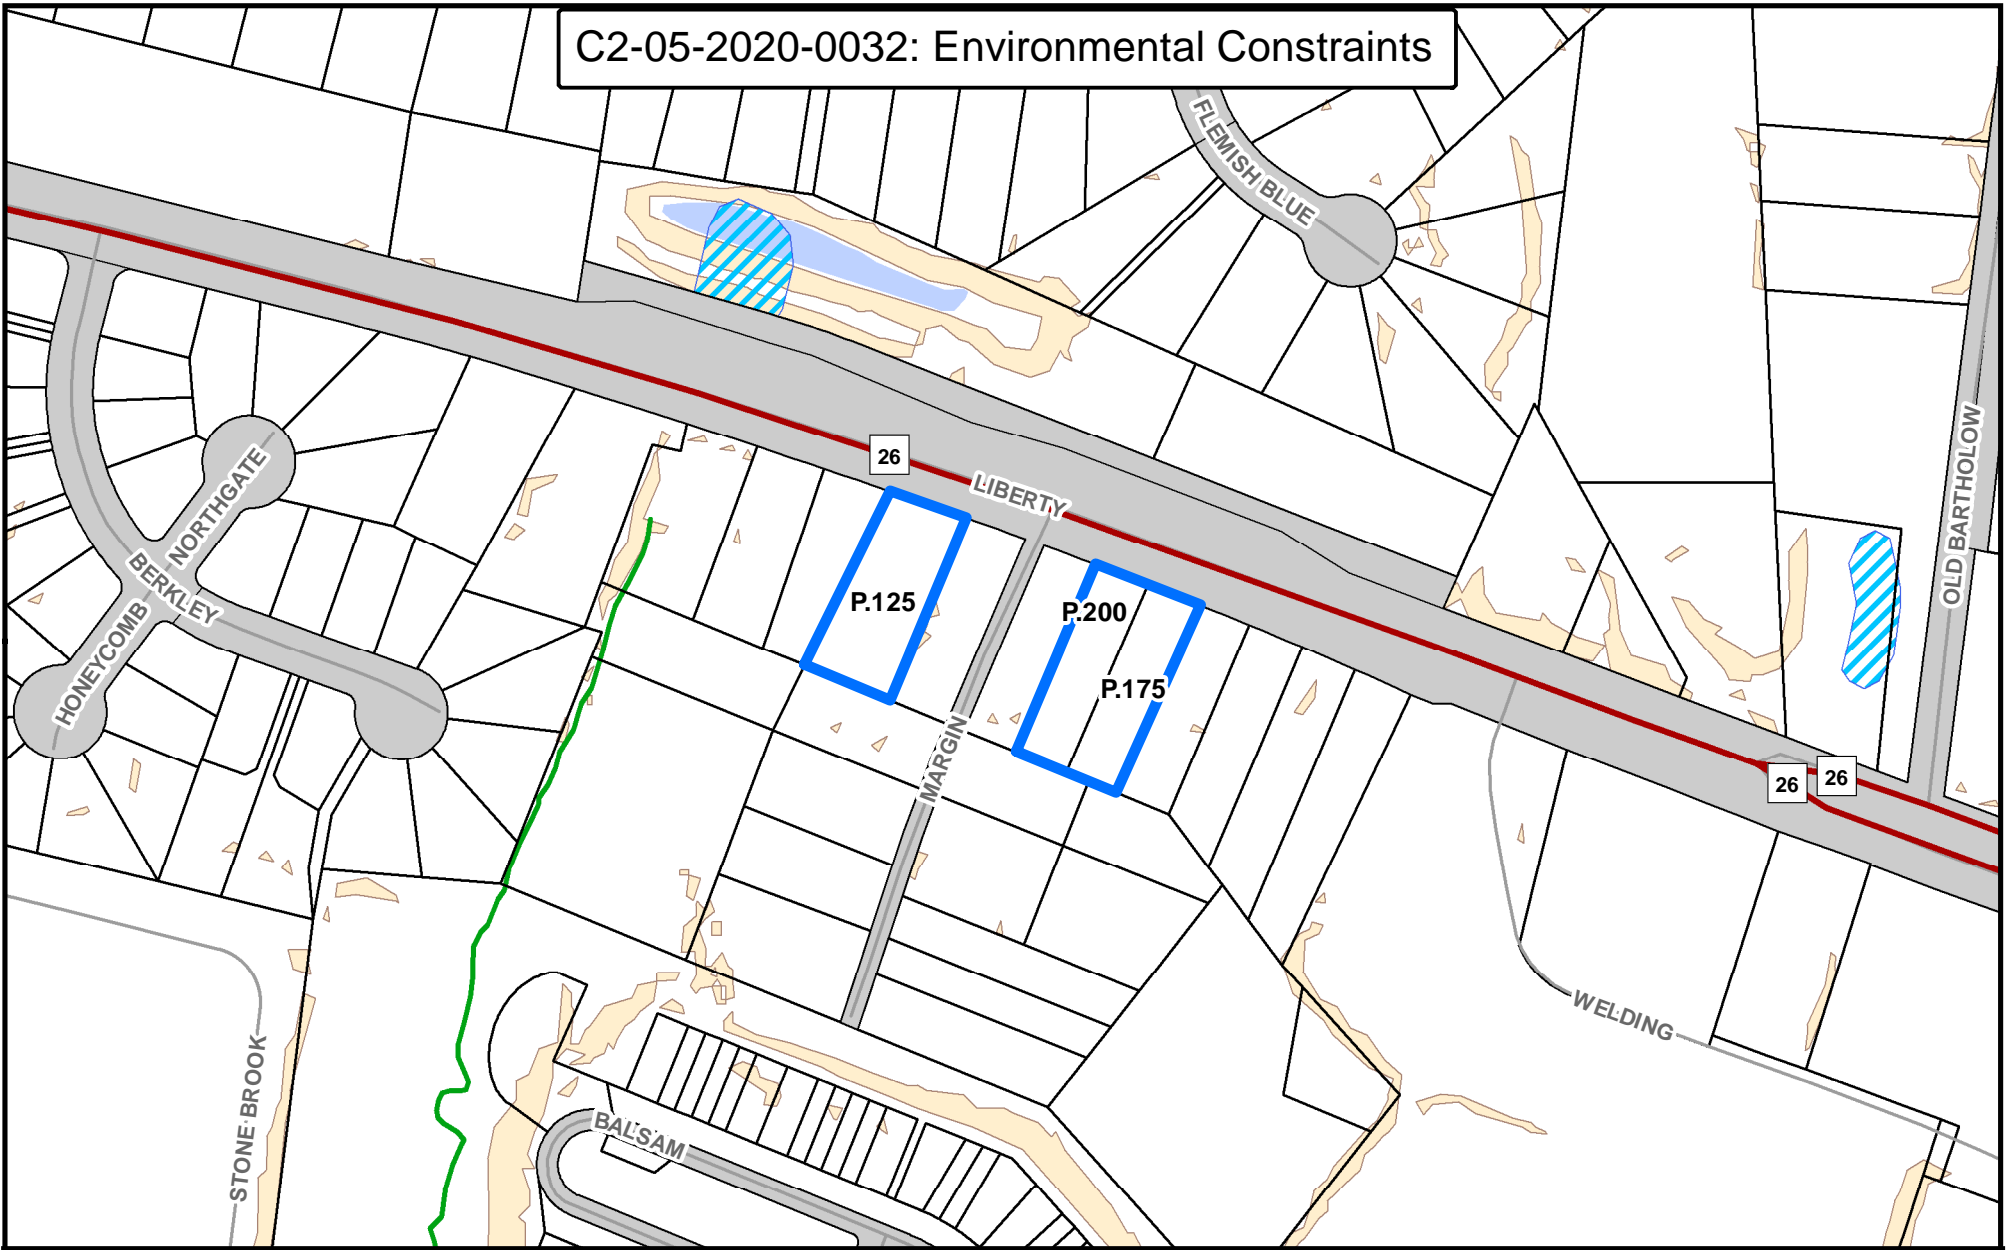 C2-05-2020-0032: Environmental Constraints
FLEMISH BLUE
26
LIBERTY
OLD BARTHOLOW
NORTHGATE
BERKLEY
HONEYCOMB
P.125
P.200
P.175
MARGIN
26
26
WELDING
STONE BROOK
BALSAM